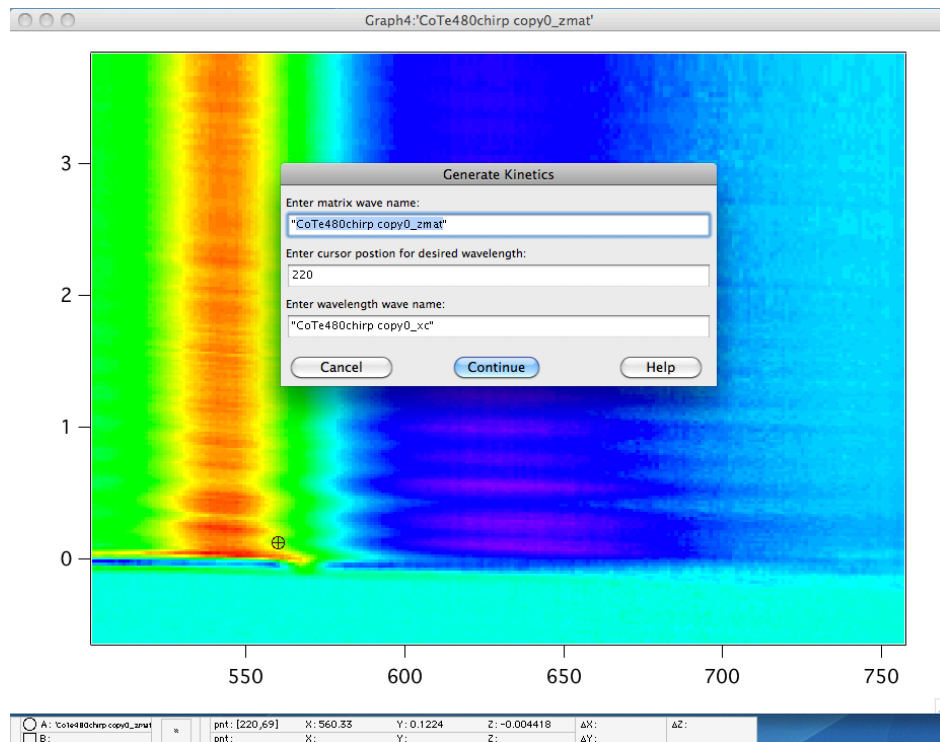 Graph4:'CoTe480chirp copy0_zmat'
3
2
1
0
Generate Kinetics
Enter matrix wave name:
"CoTe480chirp copy0_zmat"
Enter cursor postion for desired wavelength:
220
Enter wavelength wave name:
"CoTe480chirp copy0_xc"
Cancel Continue Help
550 600 650 700 750
A: 'CoTe480chirp copy0_zmat pnt: [220,69] X: 560.33 Y: 0.1224 Z: -0.004418 ΔX: ΔZ:
B: pnt: X: Y: Z: ΔY: